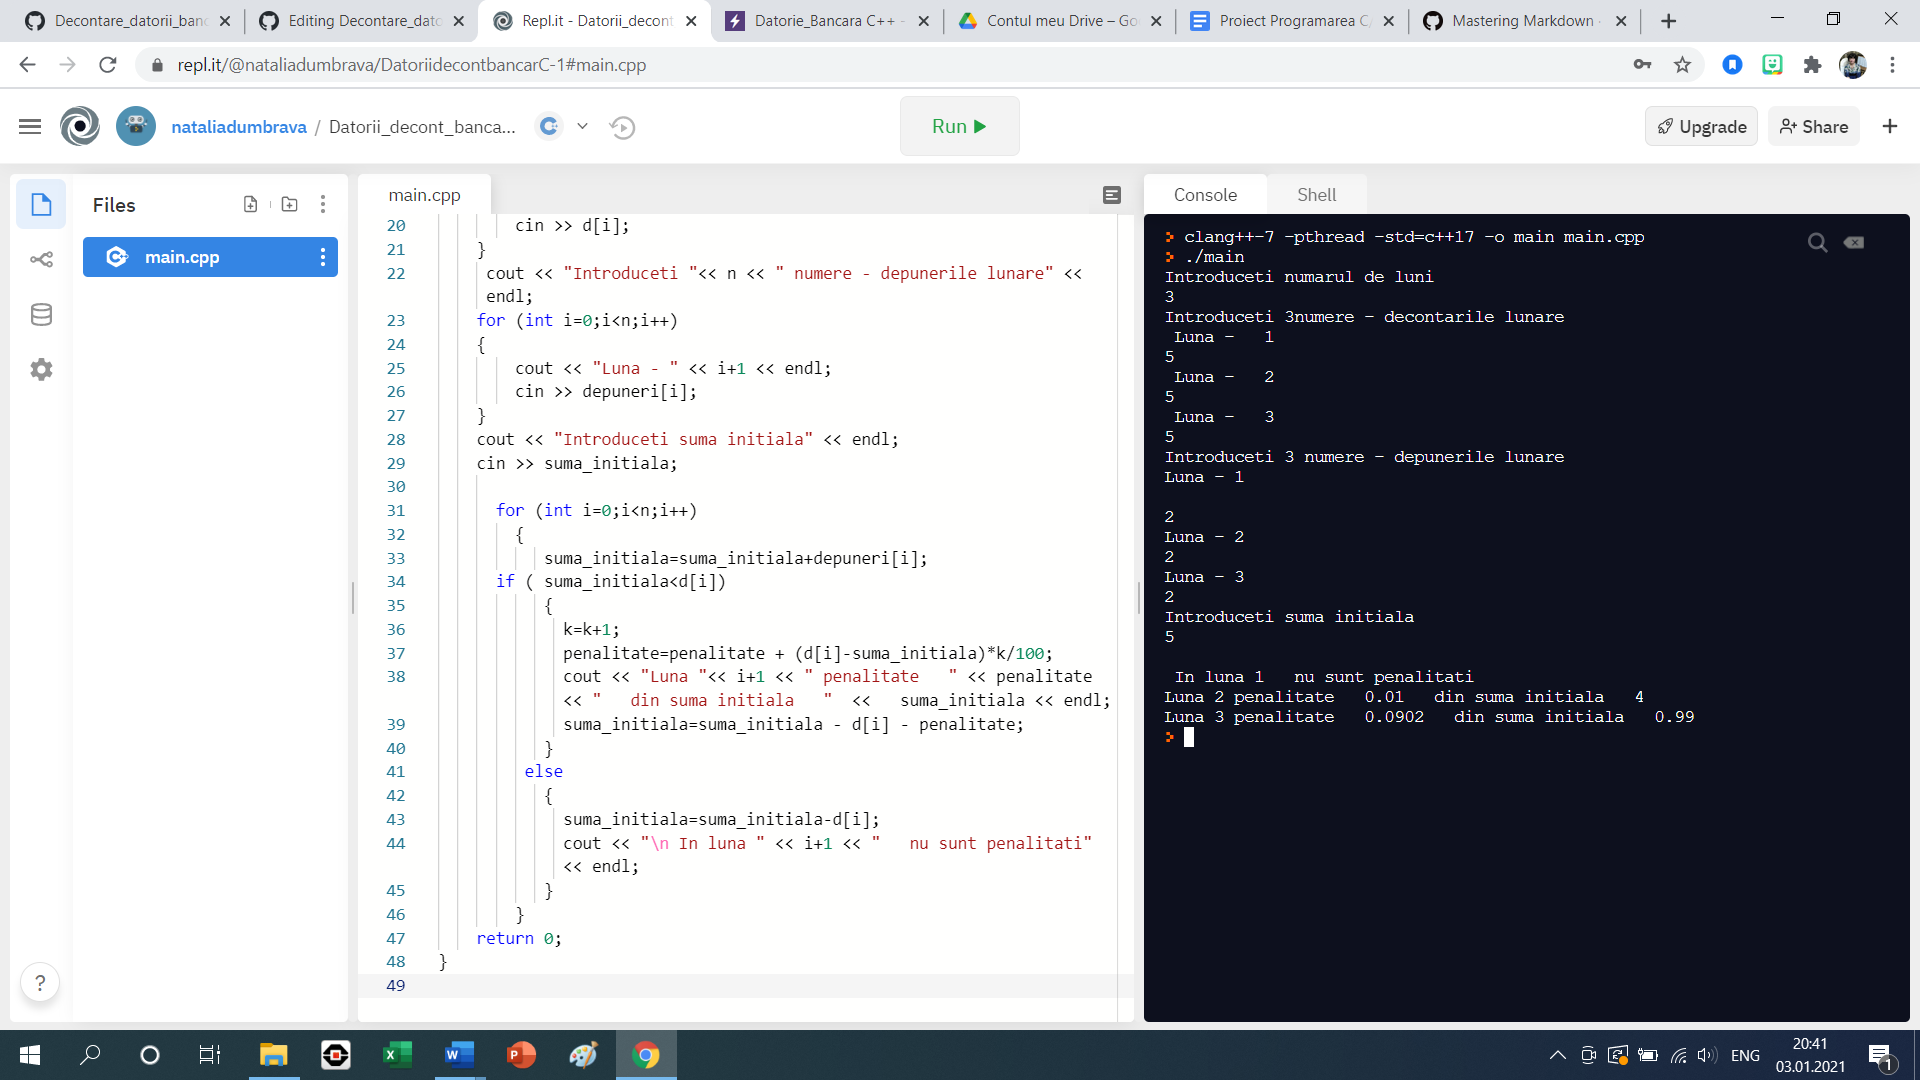 Decontare_datorii_banc
Editing Decontare_dato
Repl.it - Datorii_decont
Datorie_Bancara C++ -
Contul meu Drive – Go
Proiect Programarea C/
Mastering Markdown
repl.it/@nataliadumbrava/DatoriidecontbancarC-1#main.cpp
nataliadumbrava / Datorii_decont_banca...
Run
Upgrade
Share
Files
main.cpp
main.cpp
20 cin >> d[i];
21 }
22 cout << "Introduceti "<< n << " numere - depunerile lunare" <<
endl;
23 for (int i=0;i<n;i++)
24 {
25 cout << "Luna - " << i+1 << endl;
26 cin >> depuneri[i];
27 }
28 cout << "Introduceti suma initiala" << endl;
29 cin >> suma_initiala;
30
31 for (int i=0;i<n;i++)
32 {
33 suma_initiala=suma_initiala+depuneri[i];
34 if ( suma_initiala<d[i])
35 {
36 k=k+1;
37 penalitate=penalitate + (d[i]-suma_initiala)*k/100;
38 cout << "Luna "<< i+1 << " penalitate   " << penalitate
<< "   din suma initiala   "  <<   suma_initiala << endl;
39 suma_initiala=suma_initiala - d[i] - penalitate;
40 }
41 else
42 {
43 suma_initiala=suma_initiala-d[i];
44 cout << "\n In luna " << i+1 << "   nu sunt penalitati"
<< endl;
45 }
46 }
47 return 0;
48 }
49
Console
Shell
> clang++-7 -pthread -std=c++17 -o main main.cpp
> ./main
Introduceti numarul de luni
3
Introduceti 3numere - decontarile lunare
Luna -   1
5
Luna -   2
5
Luna -   3
5
Introduceti 3 numere - depunerile lunare
Luna - 1
2
Luna - 2
2
Luna - 3
2
Introduceti suma initiala
5
In luna 1   nu sunt penalitati
Luna 2 penalitate   0.01   din suma initiala   4
Luna 3 penalitate   0.0902   din suma initiala   0.99
>
?
ENG
20:41
03.01.2021
1